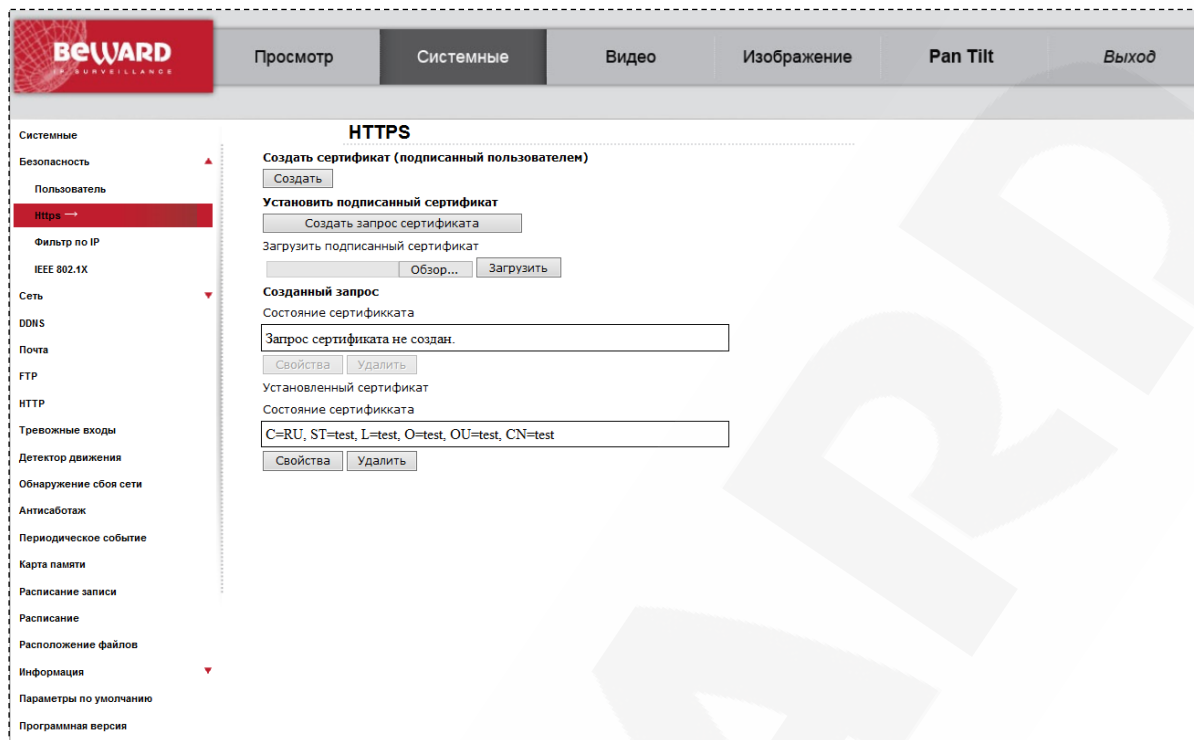 BEWARD
IP SURVEILLANCE
Просмотр
Системные
Видео
Изображение
Pan Tilt
Выход
Системные
Безопасность
Пользователь
Https →
Фильтр по IP
IEEE 802.1X
Сеть
DDNS
Почта
FTP
HTTP
Тревожные входы
Детектор движения
Обнаружение сбоя сети
Антисаботаж
Периодическое событие
Карта памяти
Расписание записи
Расписание
Расположение файлов
Информация
Параметры по умолчанию
Программная версия
HTTPS
Создать сертификат (подписанный пользователем)
Создать
Установить подписанный сертификат
Создать запрос сертификата
Загрузить подписанный сертификат
Обзор... Загрузить
Созданный запрос
Состояние сертификката
Запрос сертификата не создан.
Свойства Удалить
Установленный сертификат
Состояние сертификката
C=RU, ST=test, L=test, O=test, OU=test, CN=test
Свойства Удалить